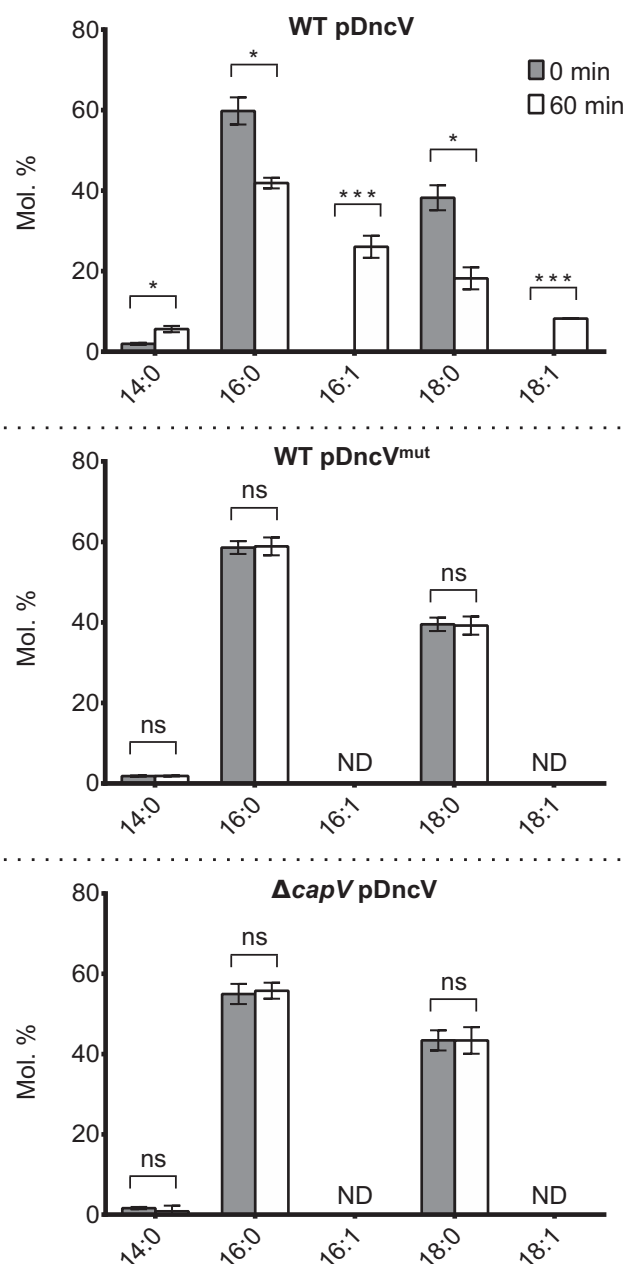 WT pDncV
80
60
40
20
0
Mol. %
0 min
60 min
*
*
***
*
***
14:0
16:0
16:1
18:0
18:1
WT pDncVᵐᵘᵗ
80
60
40
20
0
Mol. %
ns
ns
ND
ns
ND
14:0
16:0
16:1
18:0
18:1
ΔcapV pDncV
80
60
40
20
0
Mol. %
ns
ns
ND
ns
ND
14:0
16:0
16:1
18:0
18:1